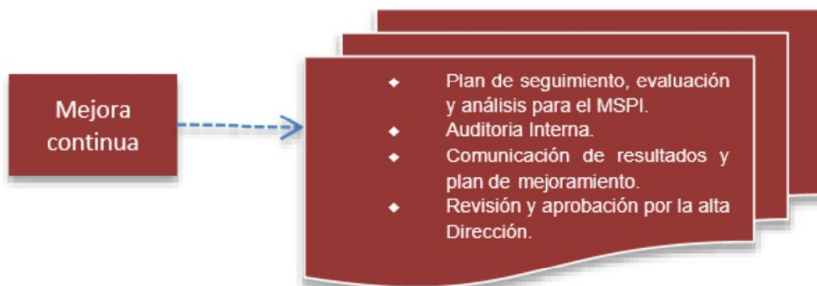 Mejora
continua
◆ Plan de seguimiento, evaluación
y análisis para el MSPI.
◆ Auditoria Interna.
◆ Comunicación de resultados y
plan de mejoramiento.
◆ Revisión y aprobación por la alta
Dirección.